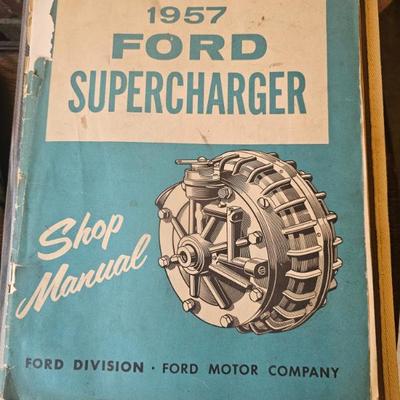 1957
FORD
SUPERCHARGER
Shop
Manual
FORD DIVISION · FORD MOTOR COMPANY